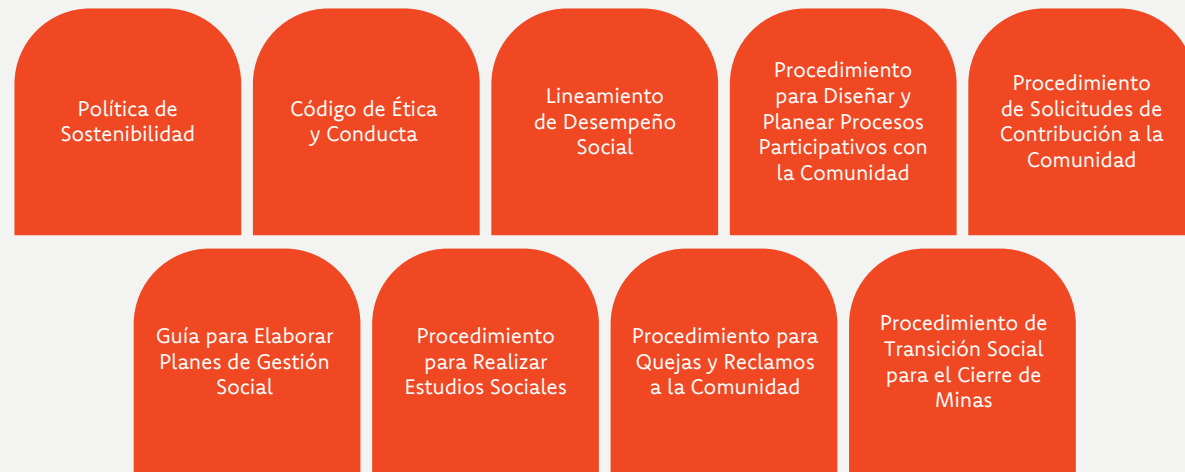 Política de
Sostenibilidad
Código de Ética
y Conducta
Lineamiento
de Desempeño
Social
Procedimiento
para Diseñar y
Planear Procesos
Participativos con
la Comunidad
Procedimiento
de Solicitudes de
Contribución a la
Comunidad
Guía para Elaborar
Planes de Gestión
Social
Procedimiento
para Realizar
Estudios Sociales
Procedimiento para
Quejas y Reclamos
a la Comunidad
Procedimiento de
Transición Social
para el Cierre de
Minas